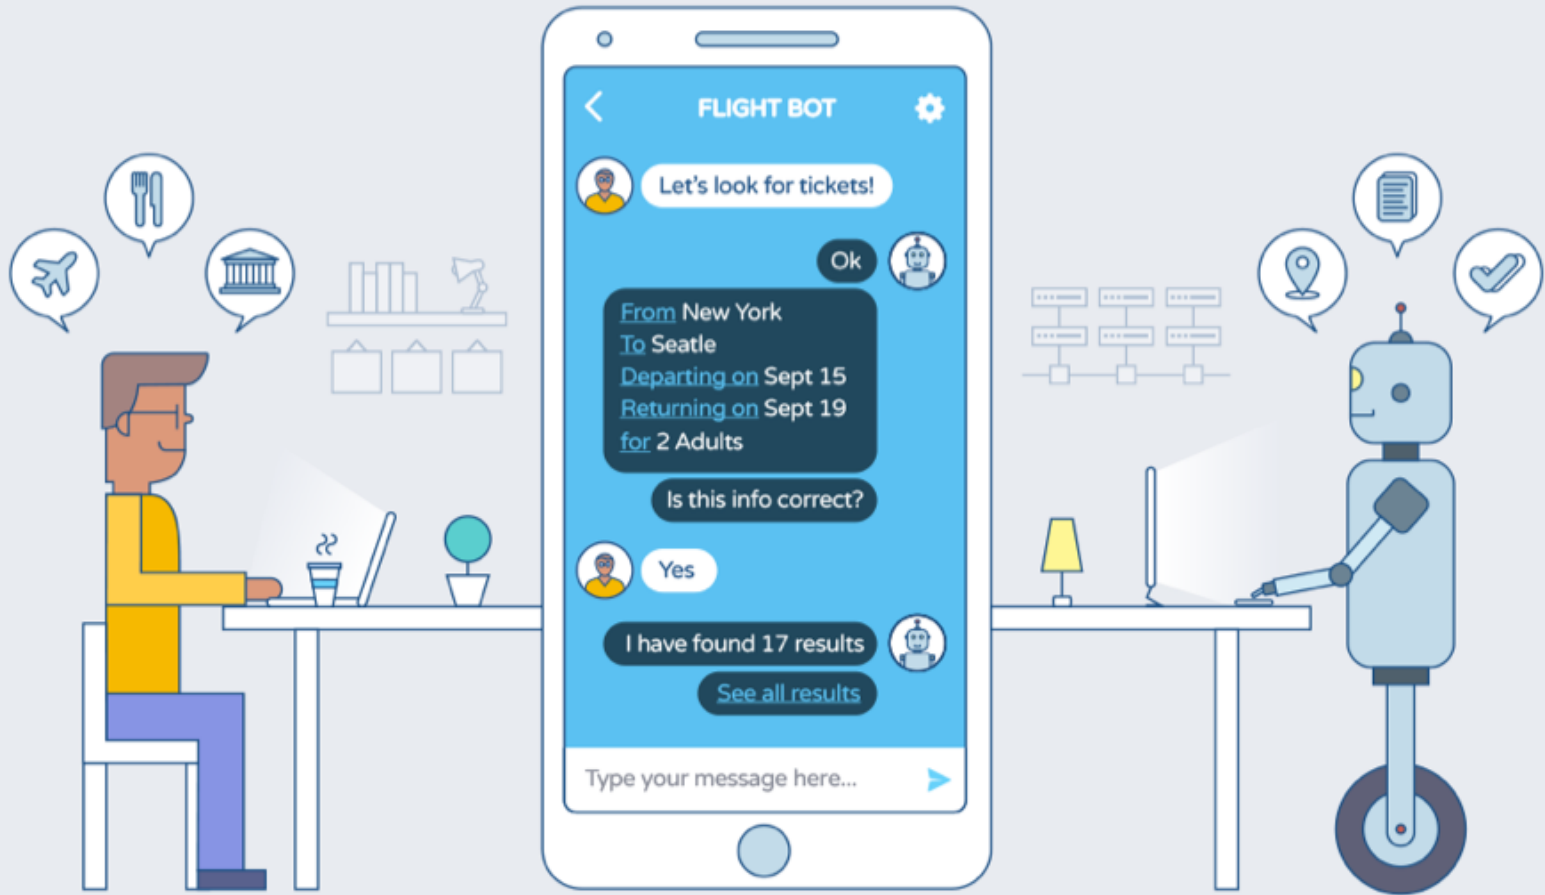 FLIGHT BOT
Let's look for tickets!
Ok
From New York
To Seatle
Departing on Sept 15
Returning on Sept 19
for 2 Adults
Is this info correct?
Yes
I have found 17 results
See all results
Type your message here...